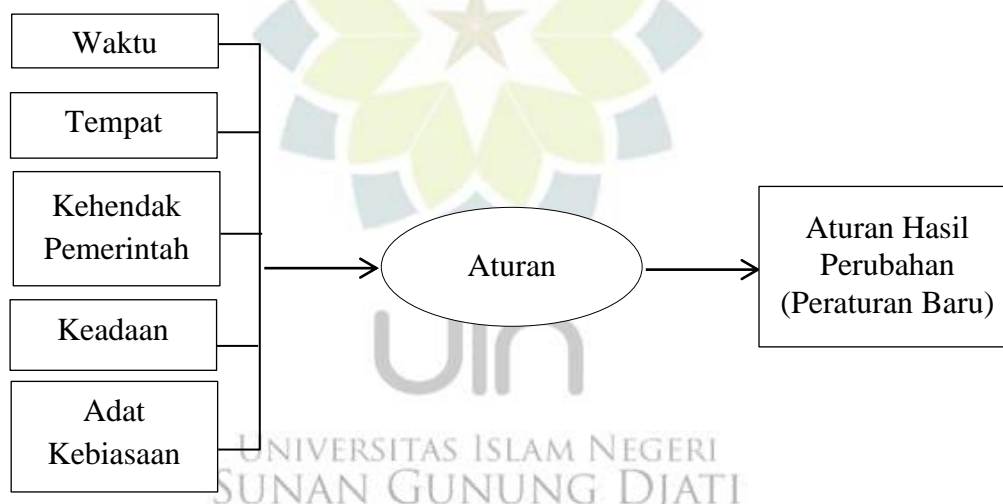 Waktu
Tempat
Kehendak
Pemerintah
Keadaan
Adat
Kebiasaan
Aturan
Aturan Hasil
Perubahan
(Peraturan Baru)
uin
UNIVERSITAS ISLAM NEGERI
SUNAN GUNUNG DJATI